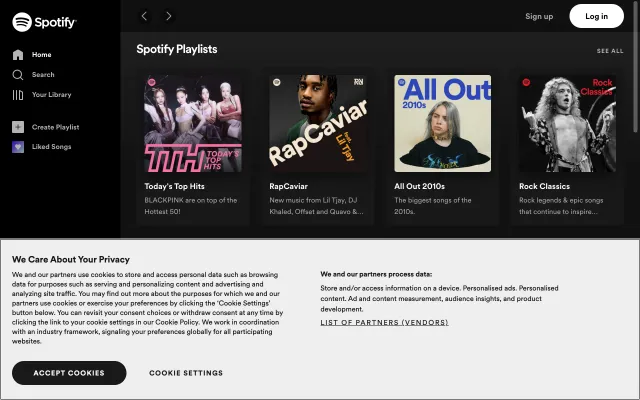 Spotify
Home
Search
Your Library
Create Playlist
Liked Songs
Sign up
Log in
Spotify Playlists
SEE ALL
TTH TODAY'S
TOP
HITS
Today's Top Hits
BLACKPINK are on top of the
Hottest 50!
RapCaviar
feat.
Lil Tjay
RapCaviar
New music from Lil Tjay, DJ
Khaled, Offset and Quavo &...
All Out
2010s
All Out 2010s
The biggest songs of the
2010s.
Rock
Classics
Rock Classics
Rock legends & epic songs
that continue to inspire...
We Care About Your Privacy
We and our partners use cookies to store and access personal data such as browsing
data for purposes such as serving and personalizing content and advertising and
analyzing site traffic. You may find out more about the purposes for which we and our
partners use cookies or exercise your preferences by clicking the 'Cookie Settings'
button below. You can revisit your consent choices or withdraw consent at any time by
clicking the link to your cookie settings in our Cookie Policy. We work in coordination
with an industry framework, signaling your preferences globally for all participating
websites.
We and our partners process data:
Store and/or access information on a device. Personalised ads. Personalised
content. Ad and content measurement, audience insights, and product
development.
LIST OF PARTNERS (VENDORS)
ACCEPT COOKIES
COOKIE SETTINGS